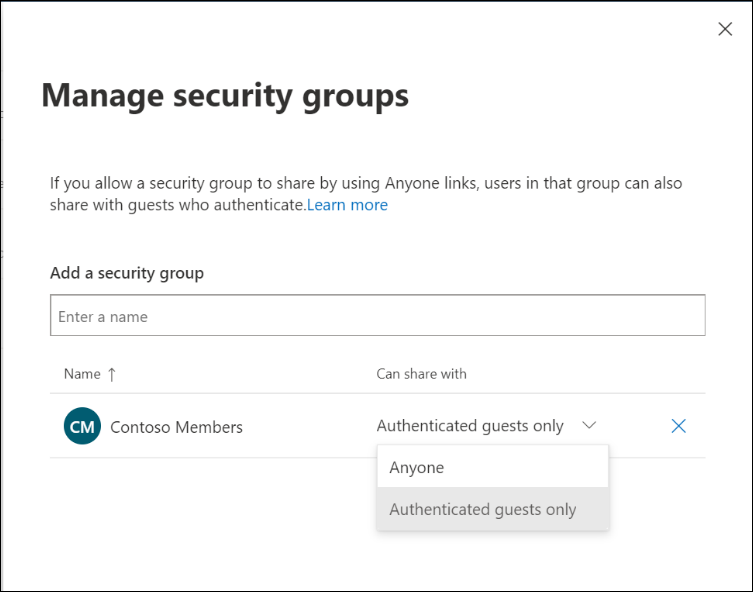 Manage security groups
If you allow a security group to share by using Anyone links, users in that group can also
share with guests who authenticate.Learn more
Add a security group
Enter a name
Name ↑ Can share with
CM Contoso Members Authenticated guests only
Anyone
Authenticated guests only